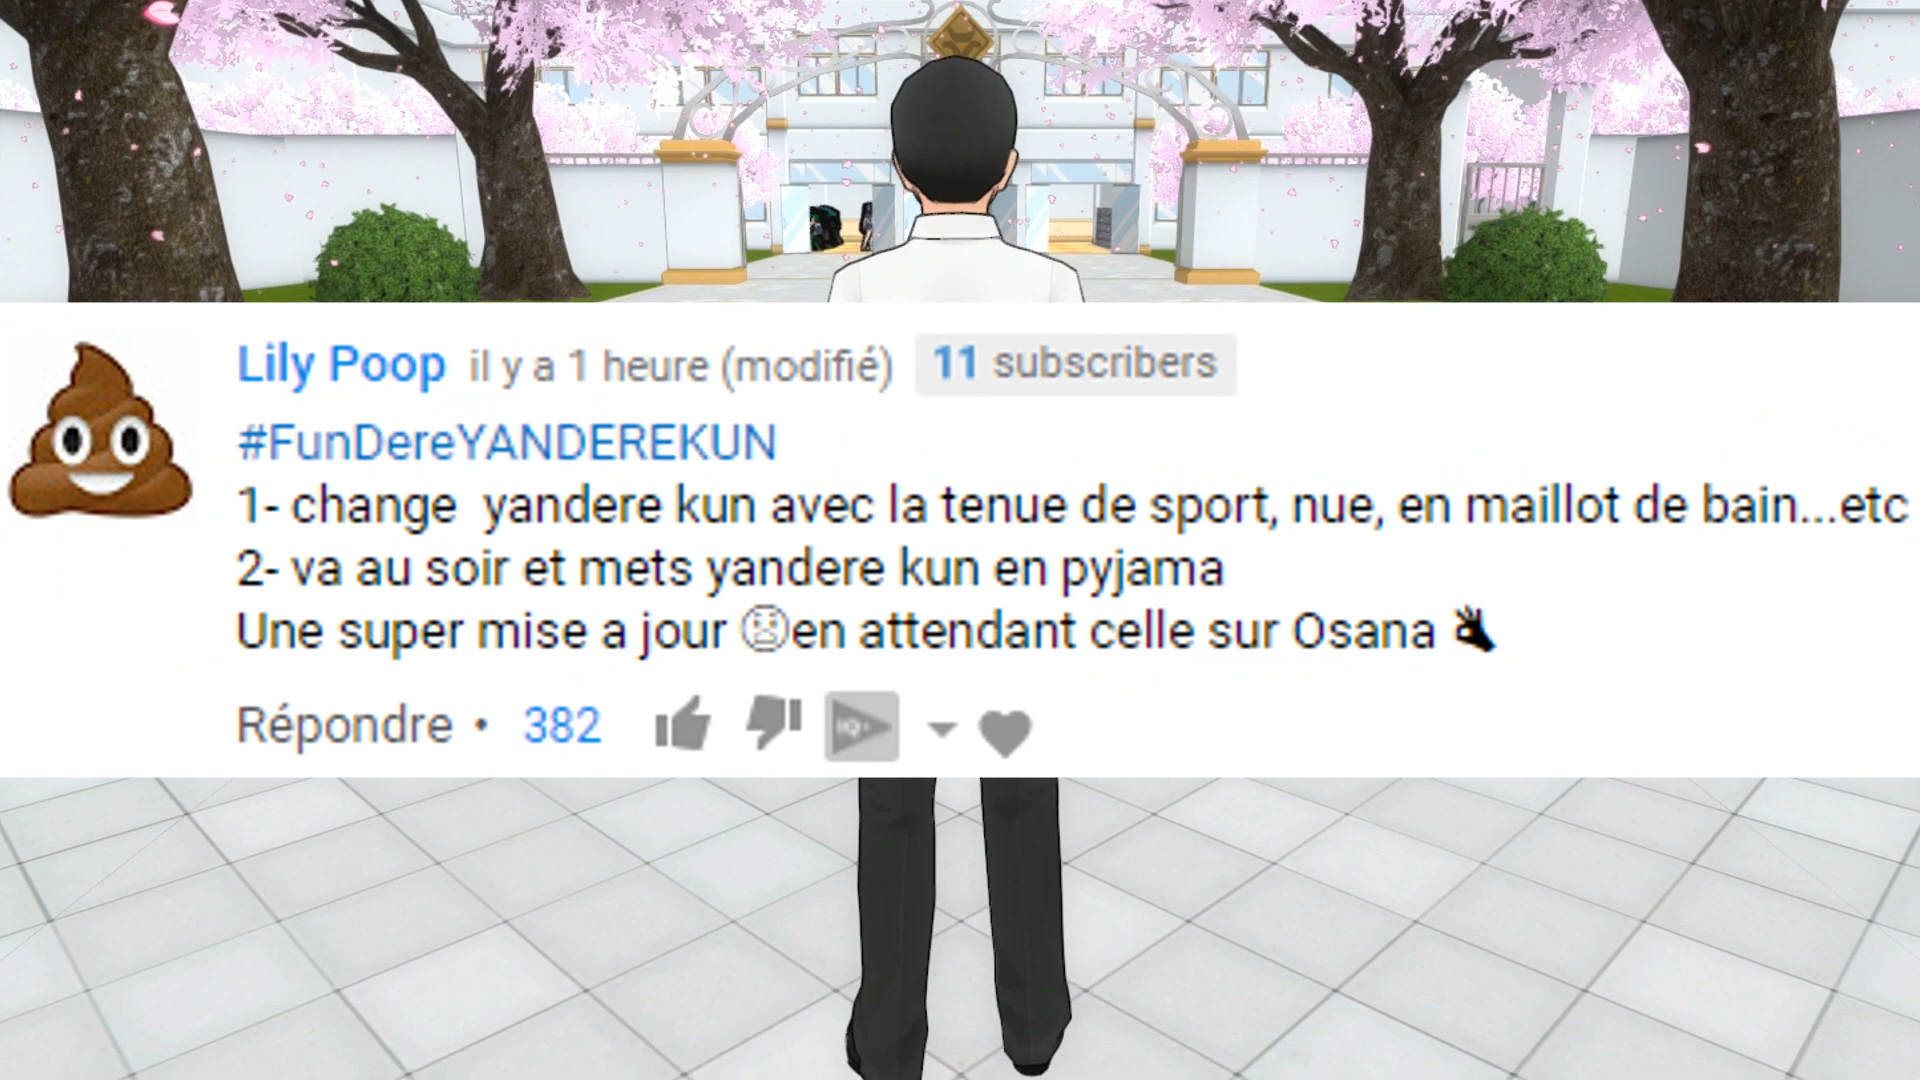 Lily Poop il y a 1 heure (modifié) 11 subscribers
#FunDereYANDEREKUN
1- change  yandere kun avec la tenue de sport, nue, en maillot de bain...etc
2- va au soir et mets yandere kun en pyjama
Une super mise a jour 😫en attendant celle sur Osana 👌
Répondre • 382